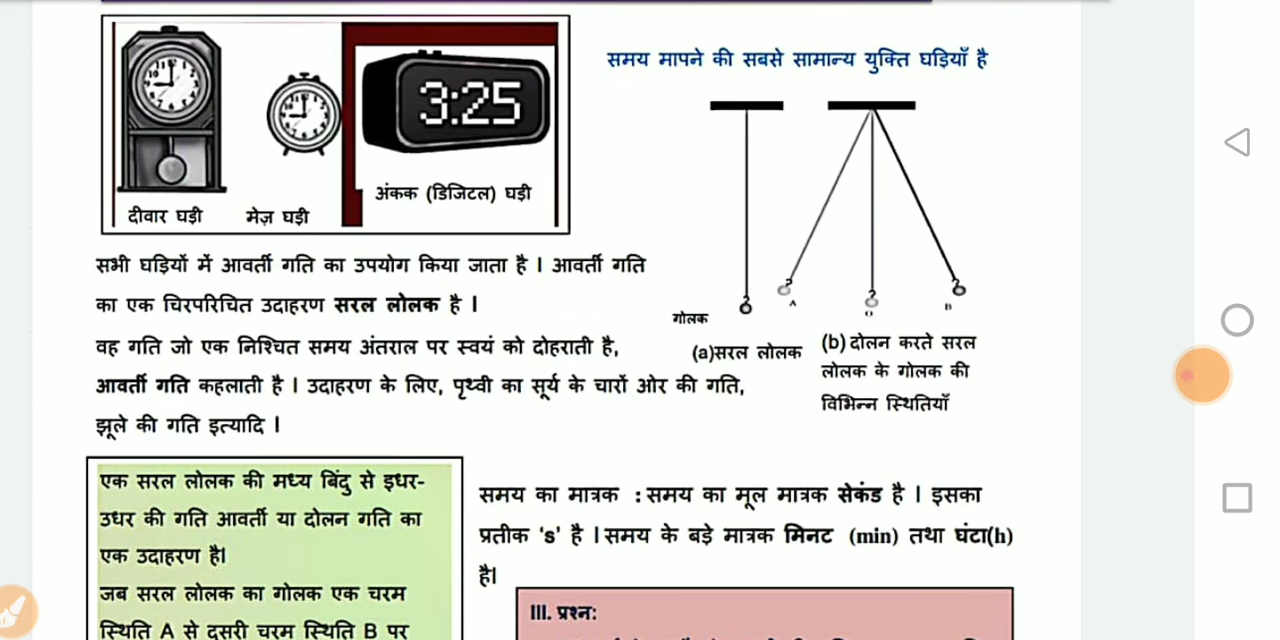 समय मापने की सबसे सामान्य युक्ति घड़ियाँ है
3:25
अंकक (डिजिटल) घड़ी
दीवार घड़ी
मेज़ घड़ी
सभी घड़ियों में आवर्ती गति का उपयोग किया जाता है । आवर्ती गति
का एक चिरपरिचित उदाहरण सरल लोलक है ।
वह गति जो एक निश्चित समय अंतराल पर स्वयं को दोहराती है,
आवर्ती गति कहलाती है । उदाहरण के लिए, पृथ्वी का सूर्य के चारों ओर की गति,
झूले की गति इत्यादि ।
A
O
B
गोलक
(a)सरल लोलक
(b) दोलन करते सरल
लोलक के गोलक की
विभिन्न स्थितियाँ
एक सरल लोलक की मध्य बिंदु से इधर-
उधर की गति आवर्ती या दोलन गति का
एक उदाहरण है।
जब सरल लोलक का गोलक एक चरम
स्थिति A से दूसरी चरम स्थिति B पर
समय का मात्रक : समय का मूल मात्रक सेकंड है । इसका
प्रतीक 's' है । समय के बड़े मात्रक मिनट (min) तथा घंटा(h)
है।
III. प्रश्न: